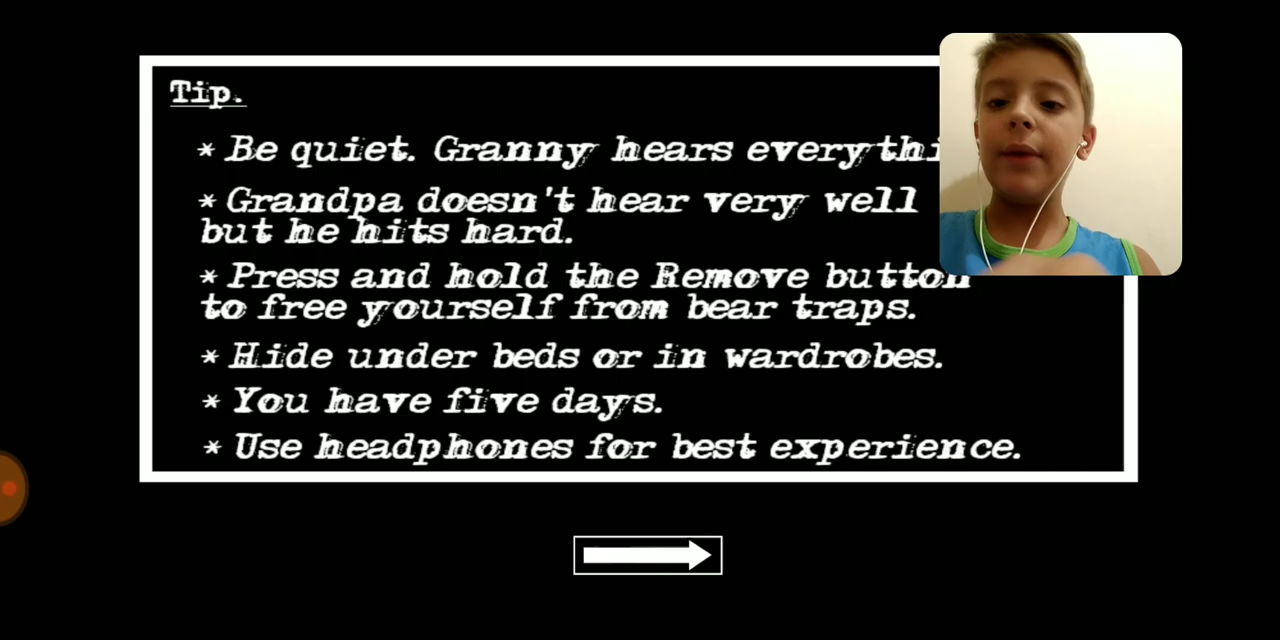 Tip.
* Be quiet. Granny hears everythi
* Grandpa doesn't hear very well
but he hits hard.
* Press and hold the Remove button
to free yourself from bear traps.
* Hide under beds or in wardrobes.
* You have five days.
* Use headphones for best experience.